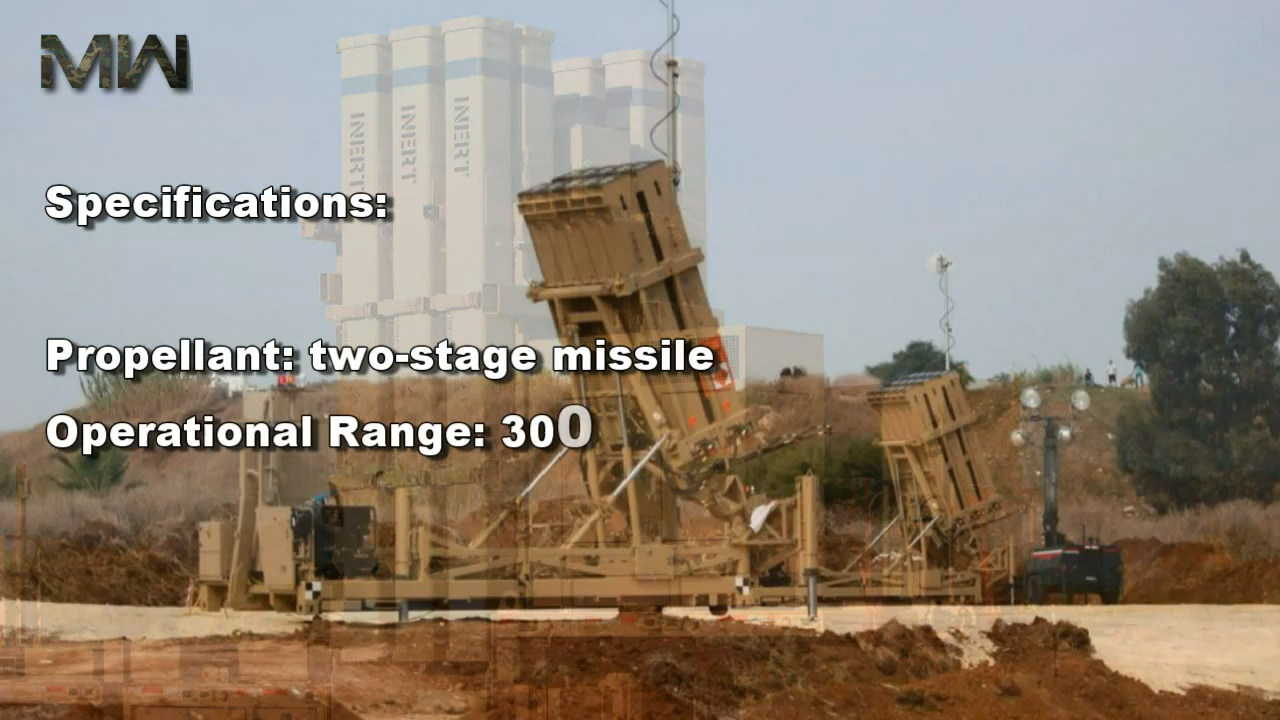 MW
INERT INERT INERT
Specifications:
Propellant: two-stage missile
Operational Range: 300